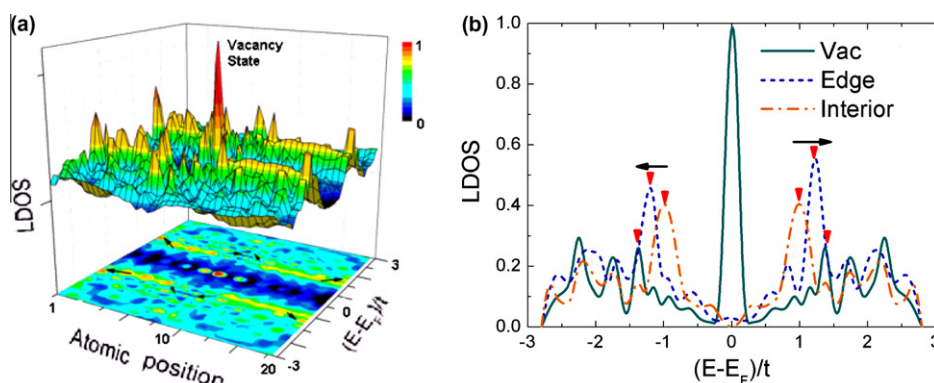 (a)
Vacancy
State
1
0
LDOS
1
10
20
Atomic position
-3
0
3
(E-E_F)/t
(b)
1.0
0.8
0.6
0.4
0.2
0.0
LDOS
Vac
Edge
Interior
-3 -2 -1 0 1 2 3
(E-E_F)/t